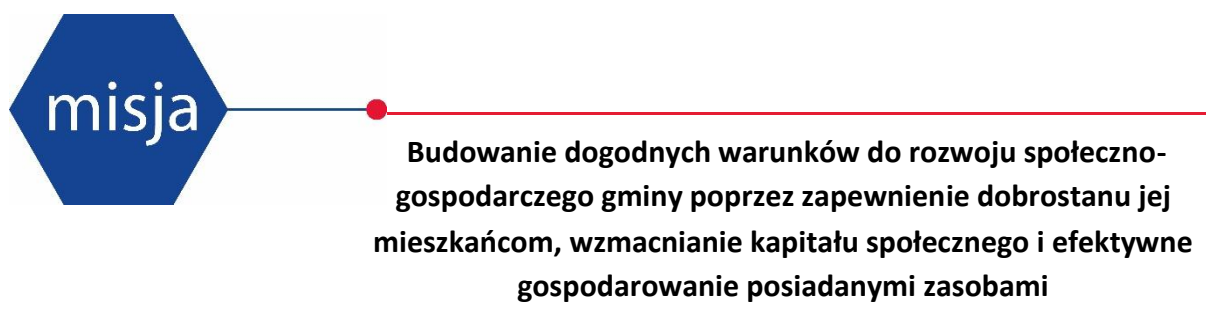 misja
Budowanie dogodnych warunków do rozwoju społeczno-
gospodarczego gminy poprzez zapewnienie dobrostanu jej
mieszkańcom, wzmacnianie kapitału społecznego i efektywne
gospodarowanie posiadanymi zasobami